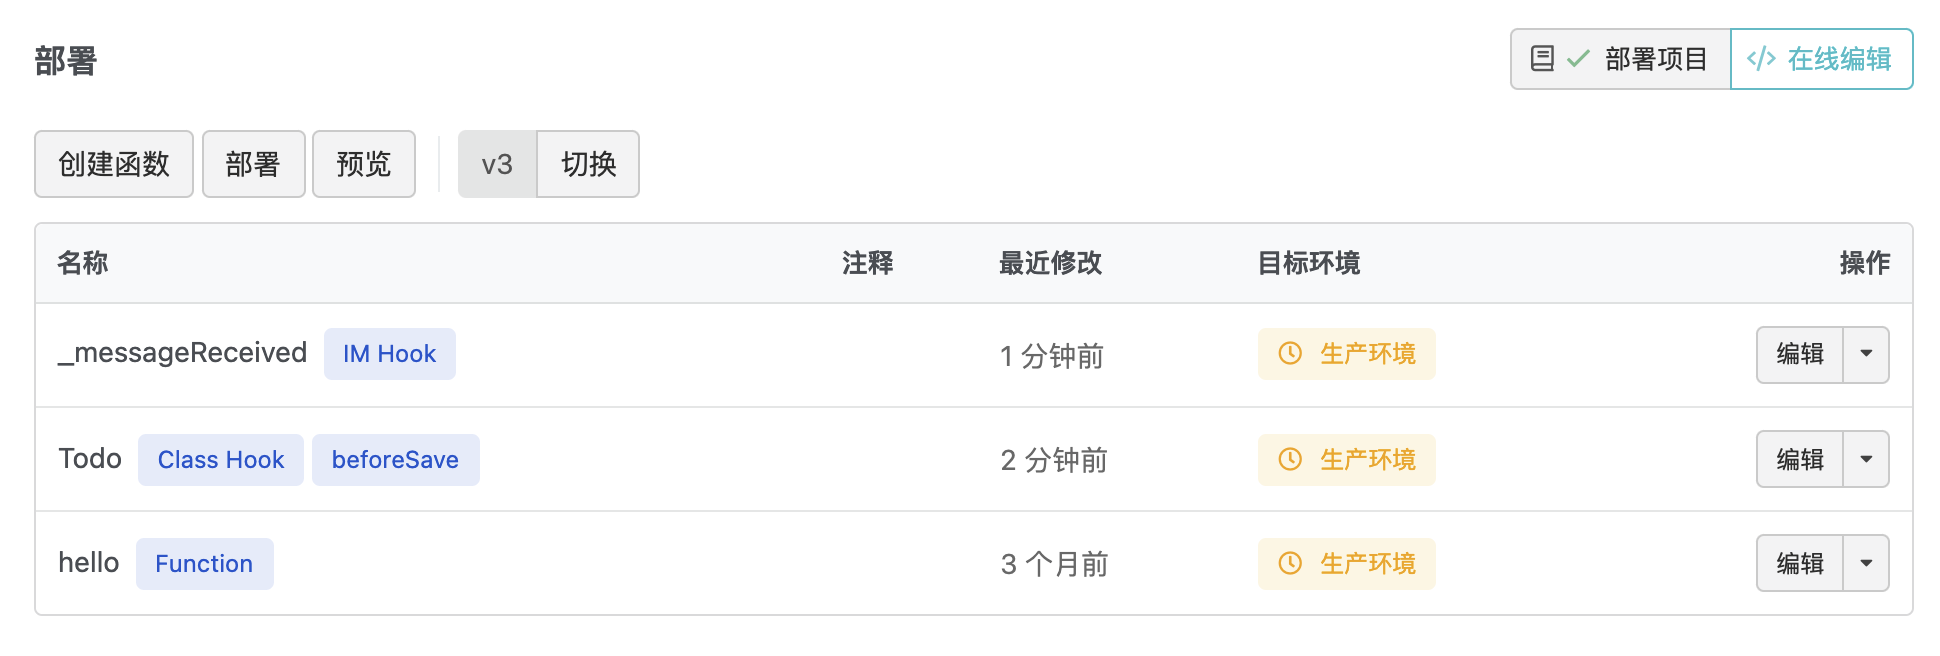 部署
部署项目 </> 在线编辑
创建函数 部署 预览 v3 切换
名称 注释 最近修改 目标环境 操作
_messageReceived IM Hook 1 分钟前 生产环境 编辑
Todo Class Hook beforeSave 2 分钟前 生产环境 编辑
hello Function 3 个月前 生产环境 编辑